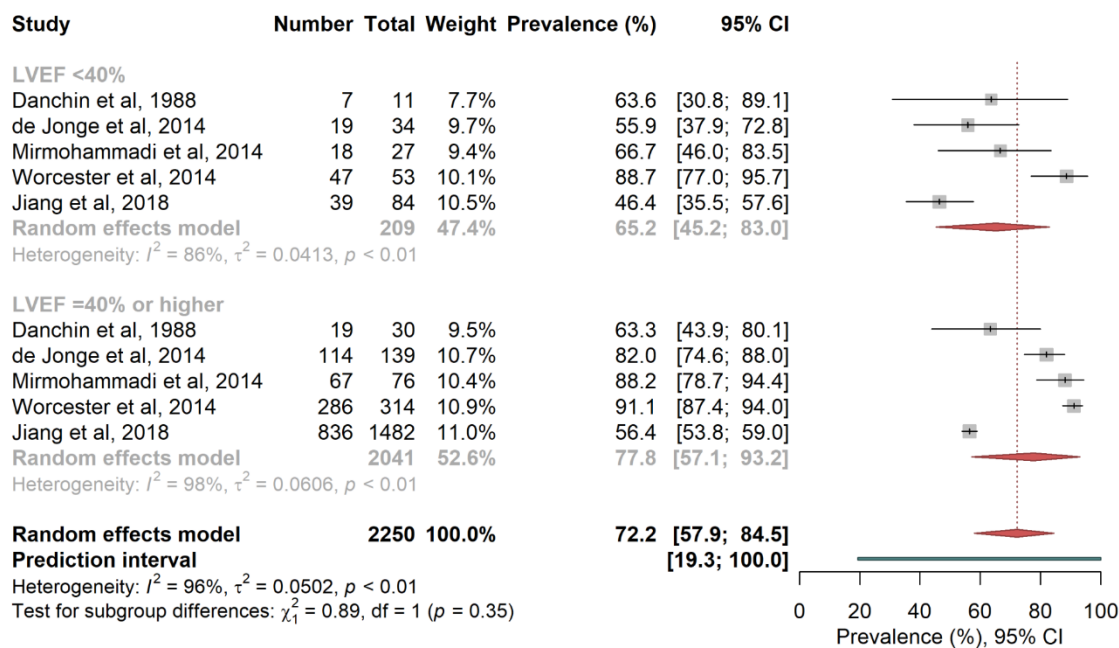 Study Number Total Weight Prevalence (%) 95% CI
LVEF <40%
Danchin et al, 1988 7 11 7.7% 63.6 [30.8; 89.1]
de Jonge et al, 2014 19 34 9.7% 55.9 [37.9; 72.8]
Mirmohammadi et al, 2014 18 27 9.4% 66.7 [46.0; 83.5]
Worcester et al, 2014 47 53 10.1% 88.7 [77.0; 95.7]
Jiang et al, 2018 39 84 10.5% 46.4 [35.5; 57.6]
Random effects model 209 47.4% 65.2 [45.2; 83.0]
Heterogeneity: I² = 86%, τ² = 0.0413, p < 0.01
LVEF =40% or higher
Danchin et al, 1988 19 30 9.5% 63.3 [43.9; 80.1]
de Jonge et al, 2014 114 139 10.7% 82.0 [74.6; 88.0]
Mirmohammadi et al, 2014 67 76 10.4% 88.2 [78.7; 94.4]
Worcester et al, 2014 286 314 10.9% 91.1 [87.4; 94.0]
Jiang et al, 2018 836 1482 11.0% 56.4 [53.8; 59.0]
Random effects model 2041 52.6% 77.8 [57.1; 93.2]
Heterogeneity: I² = 98%, τ² = 0.0606, p < 0.01
Random effects model 2250 100.0% 72.2 [57.9; 84.5]
Prediction interval [19.3; 100.0]
Heterogeneity: I² = 96%, τ² = 0.0502, p < 0.01
Test for subgroup differences: χ₁² = 0.89, df = 1 (p = 0.35)
0 20 40 60 80 100
Prevalence (%), 95% CI